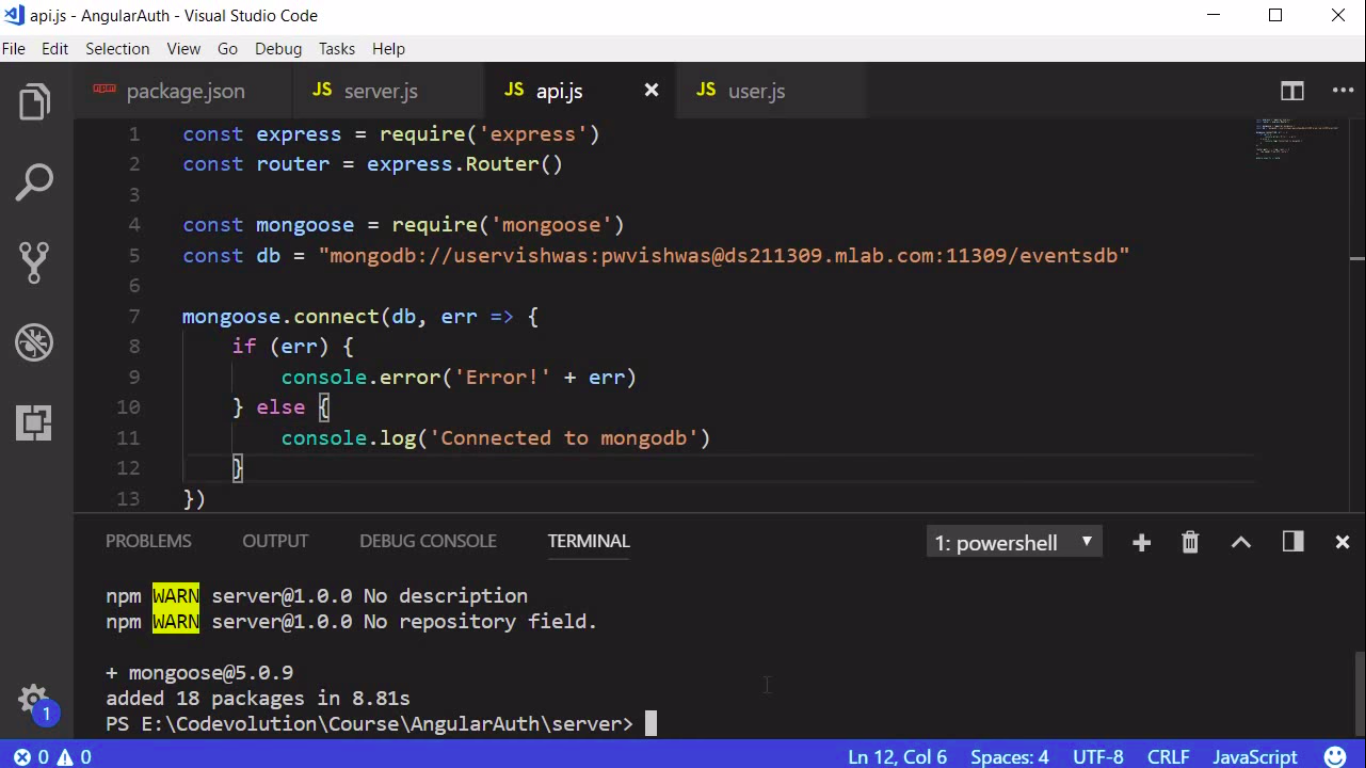 api.js - AngularAuth - Visual Studio Code
File Edit Selection View Go Debug Tasks Help
npm package.json JS server.js JS api.js JS user.js
1 const express = require('express')
2 const router = express.Router()
3
4 const mongoose = require('mongoose')
5 const db = "mongodb://uservishwas:pwvishwas@ds211309.mlab.com:11309/eventsdb"
6
7 mongoose.connect(db, err => {
8 if (err) {
9 console.error('Error!' + err)
10 } else {
11 console.log('Connected to mongodb')
12 }
13 })
PROBLEMS OUTPUT DEBUG CONSOLE TERMINAL 1: powershell
npm WARN server@1.0.0 No description
npm WARN server@1.0.0 No repository field.
+ mongoose@5.0.9
added 18 packages in 8.81s
PS E:\Codevolution\Course\AngularAuth\server>
1
0 0 Ln 12, Col 6 Spaces: 4 UTF-8 CRLF JavaScript